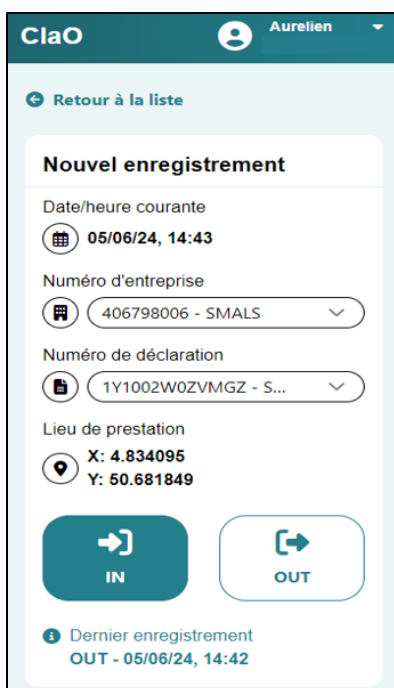 ClaO
Aurelien
Retour à la liste
Nouvel enregistrement
Date/heure courante
05/06/24, 14:43
Numéro d'entreprise
406798006 - SMALS
Numéro de déclaration
1Y1002W0ZVMGZ - S...
Lieu de prestation
X: 4.834095
Y: 50.681849
IN
OUT
Dernier enregistrement
OUT - 05/06/24, 14:42